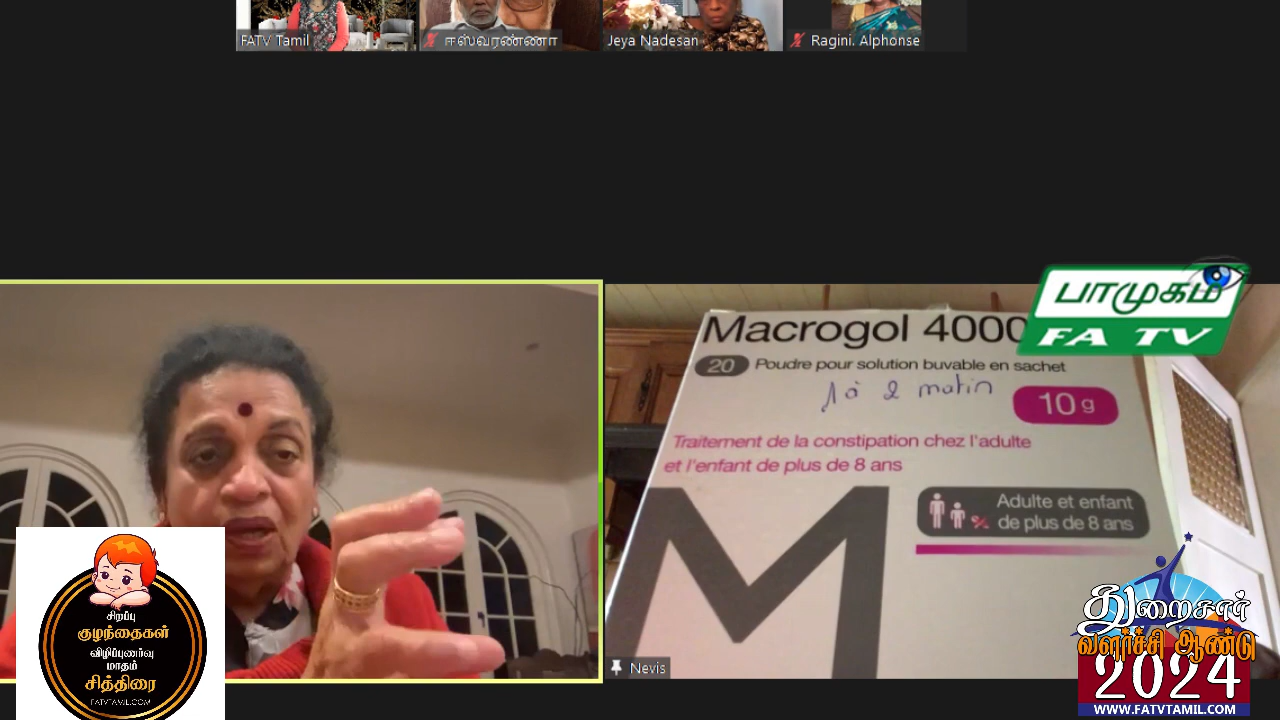 FATV Tamil
ஈஸ்வரண்ணா
Jeya Nadesan
Ragini. Alphonse
பாமுகம்
FA TV
Macrogol 4000
20 Poudre pour solution buvable en sachet
1 à 2 matin
10 g
Traitement de la constipation chez l'adulte
et l'enfant de plus de 8 ans
M
Adulte et enfant
de plus de 8 ans
Nevis
சிறப்பு
குழந்தைகள்
விழிப்புணர்வு
மாதம்
சித்திரை
FATVTAMIL.COM
துறைசார்
வளர்ச்சி ஆண்டு
2024
WWW.FATVTAMIL.COM